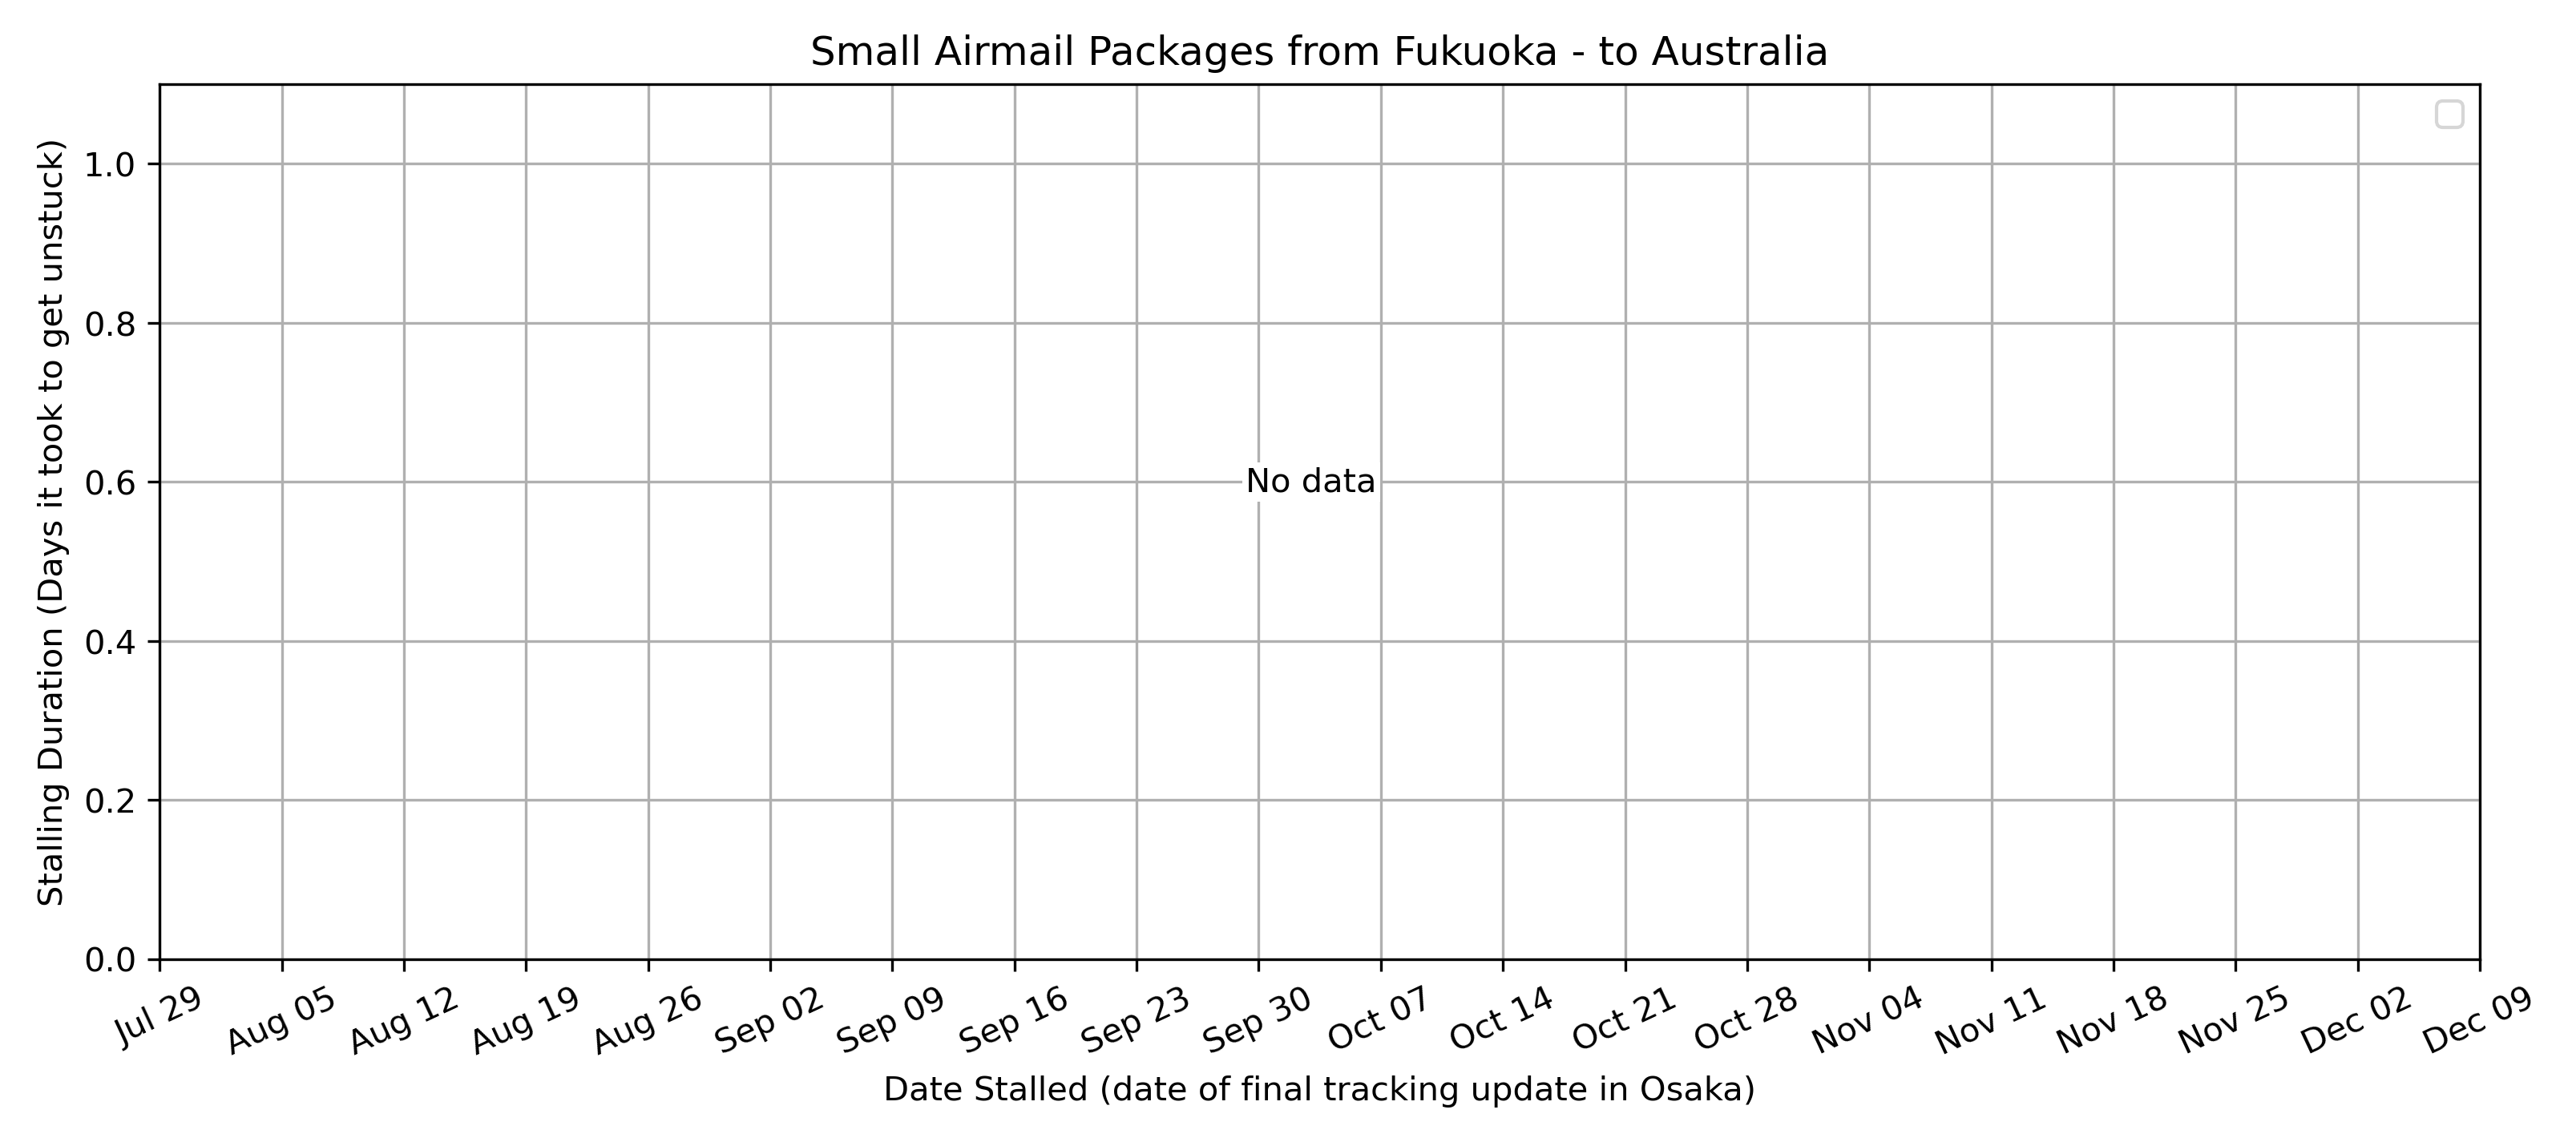 Small Airmail Packages from Fukuoka - to Australia
Stalling Duration (Days it took to get unstuck)
1.0
0.8
0.6
0.4
0.2
0.0
No data
Jul 29
Aug 05
Aug 12
Aug 19
Aug 26
Sep 02
Sep 09
Sep 16
Sep 23
Sep 30
Oct 07
Oct 14
Oct 21
Oct 28
Nov 04
Nov 11
Nov 18
Nov 25
Dec 02
Dec 09
Date Stalled (date of final tracking update in Osaka)